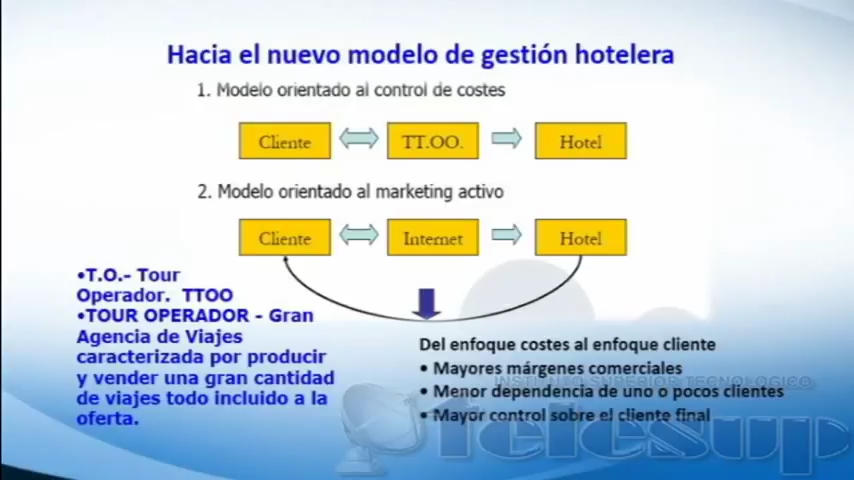 Hacia el nuevo modelo de gestión hotelera
1. Modelo orientado al control de costes
Cliente
TT.OO.
Hotel
2. Modelo orientado al marketing activo
Cliente
Internet
Hotel
•T.O.- Tour
Operador.  TTOO
•TOUR OPERADOR - Gran
Agencia de Viajes
caracterizada por producir
y vender una gran cantidad
de viajes todo incluido a la
oferta.
Del enfoque costes al enfoque cliente
• Mayores márgenes comerciales
• Menor dependencia de uno o pocos clientes
• Mayor control sobre el cliente final
INSTITUTO SUPERIOR TECNOLOGICO
telesup